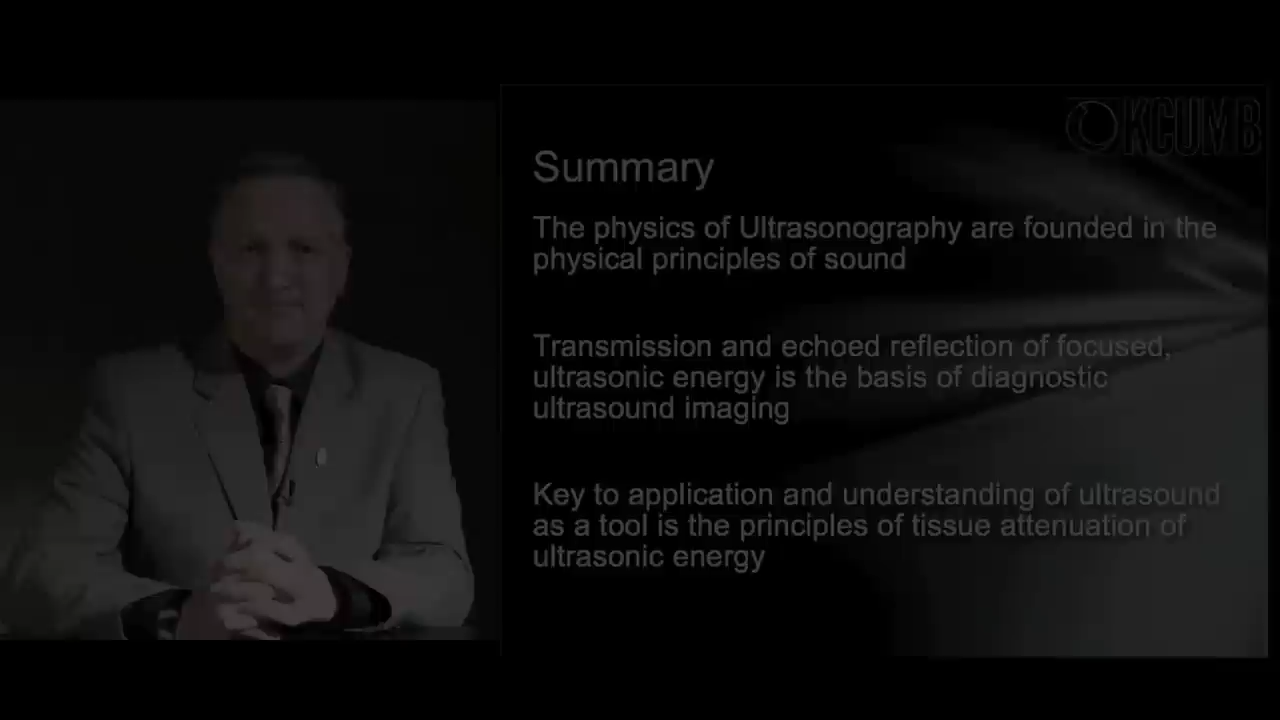 KCUMB
Summary
The physics of Ultrasonography are founded in the
physical principles of sound
Transmission and echoed reflection of focused,
ultrasonic energy is the basis of diagnostic
ultrasound imaging
Key to application and understanding of ultrasound
as a tool is the principles of tissue attenuation of
ultrasonic energy